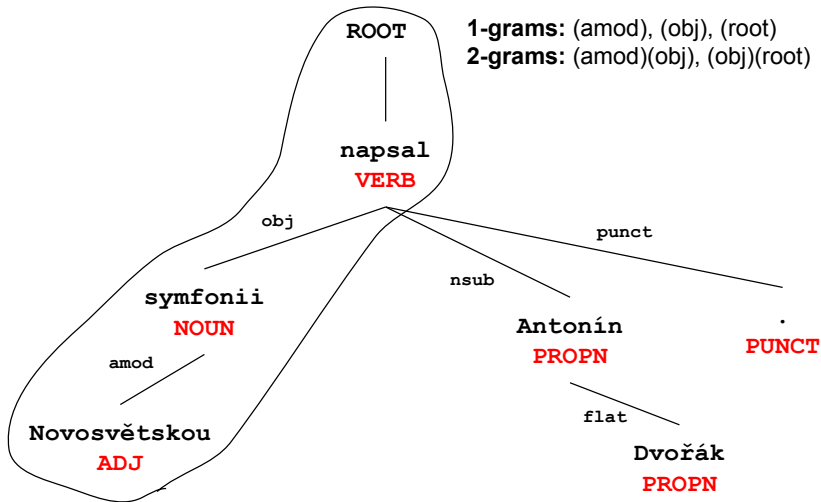 ROOT
1-grams: (amod), (obj), (root)
2-grams: (amod)(obj), (obj)(root)
napsal
VERB
obj
punct
nsub
symfonii
NOUN
Antonín
PROPN
.
PUNCT
amod
flat
Novosvětskou
ADJ
Dvořák
PROPN